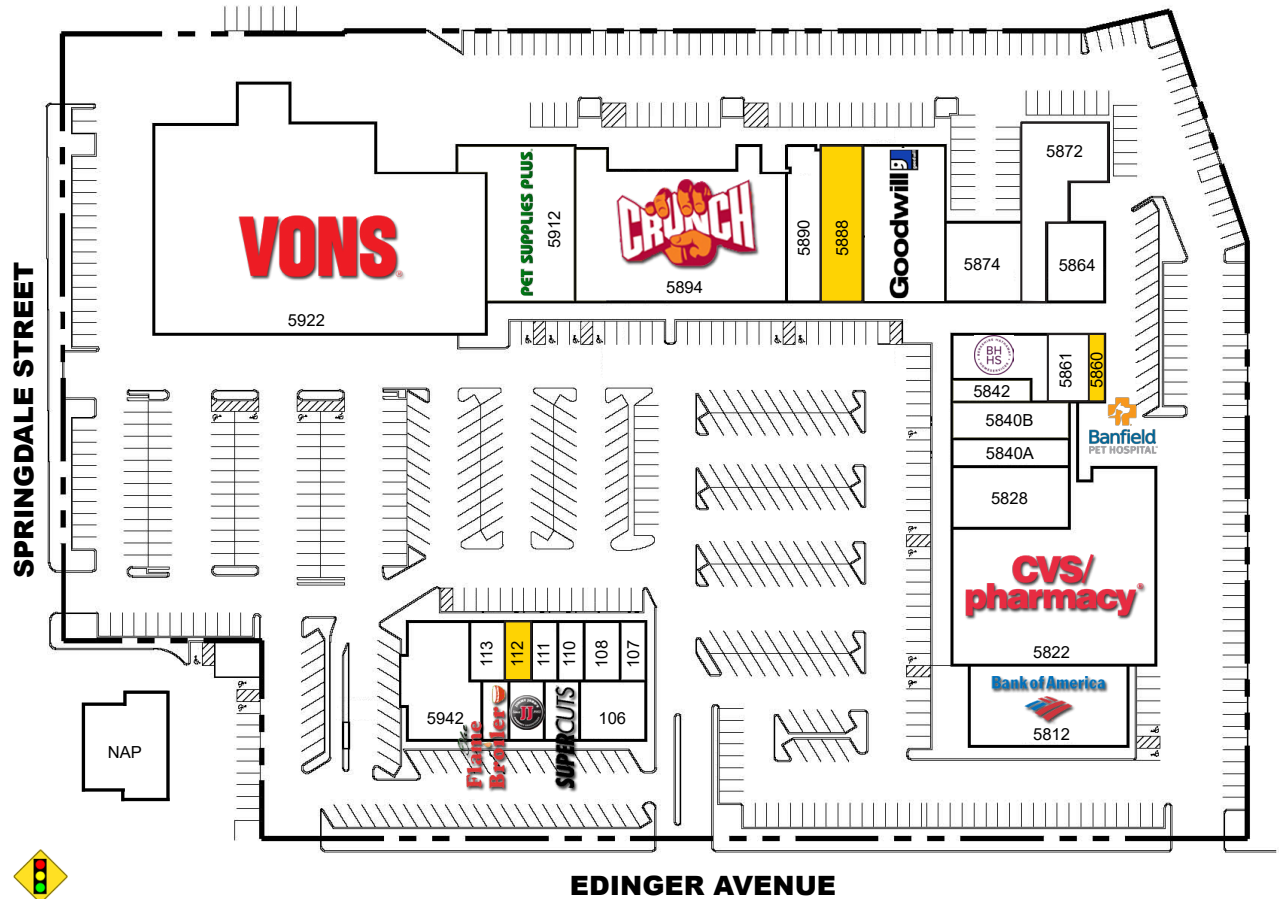 5872
PET SUPPLIES PLUS
5912
CRUNCH
5894
5890
5888
Goodwill
5874
5864
VONS
5922
SPRINGDALE STREET
BH
HS
5842
5861
5860
5840B
5840A
Banfield
PET HOSPITAL
5828
CVS/
pharmacy
5822
Bank of America
5812
113
112
111
110
108
107
5942
The
Flame
Broiler
JJ
SUPERCUTS
106
NAP
EDINGER AVENUE